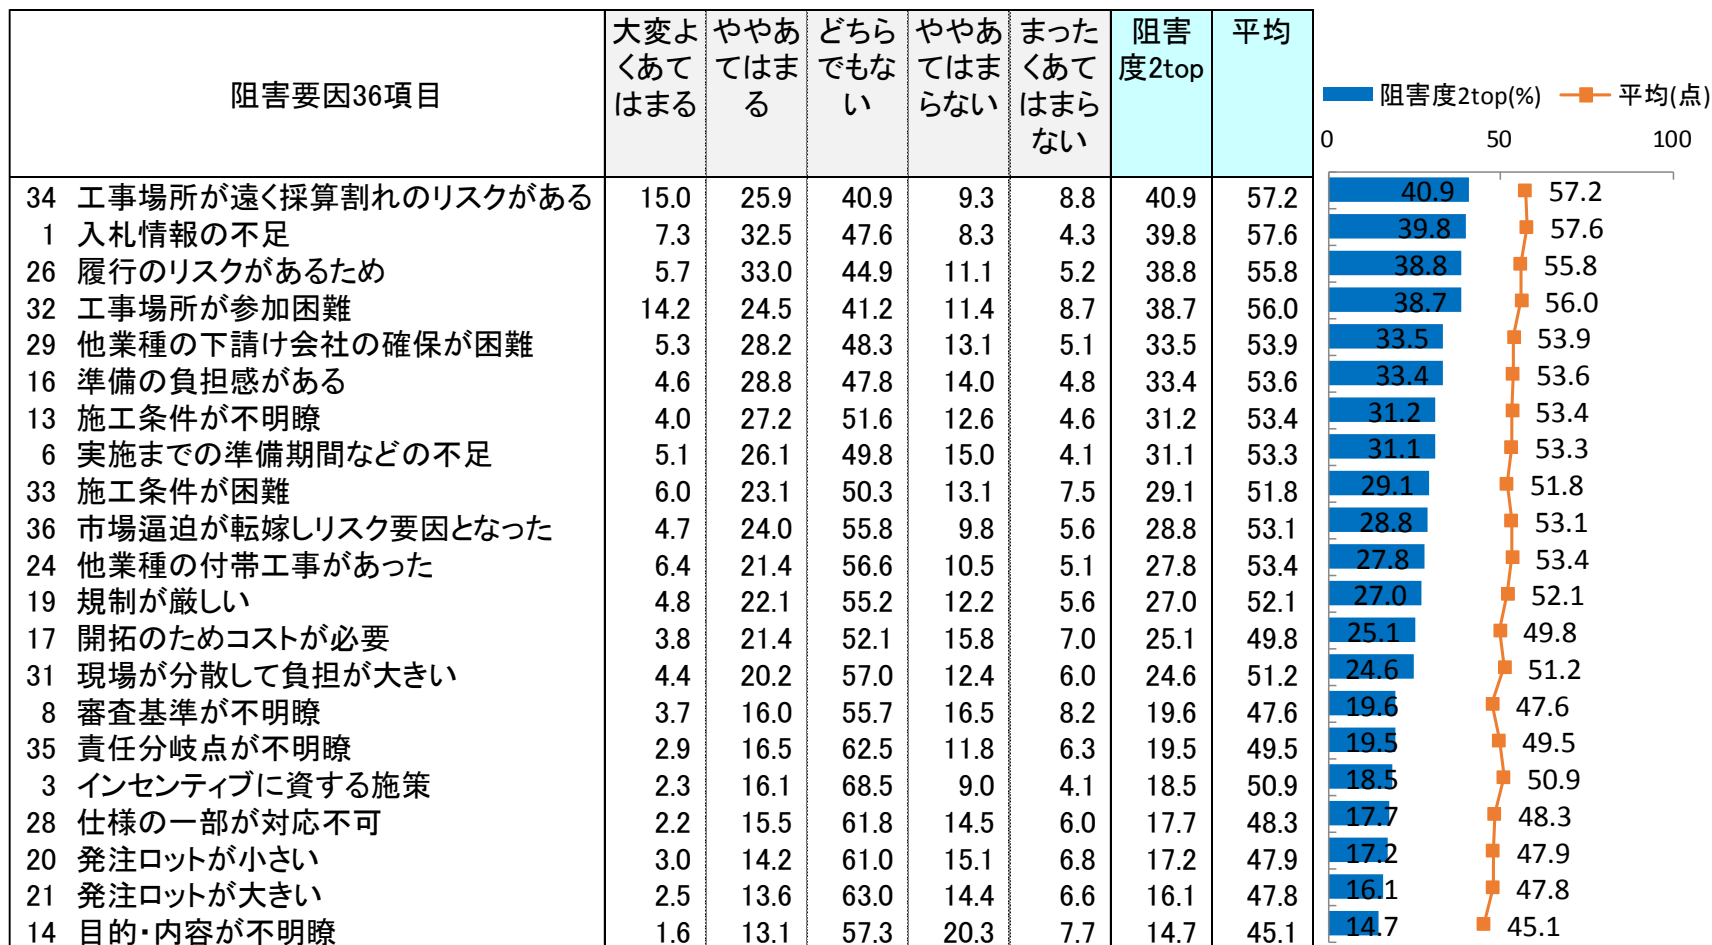 阻害要因36項目 大変よくあてはまる ややあてはまる どちらでもない ややあてはまらない まったくあてはまらない 阻害度2top 平均
阻害度2top(%) 平均(点)
0 50 100
34 工事場所が遠く採算割れのリスクがある 15.0 25.9 40.9 9.3 8.8 40.9 57.2 40.9 57.2
1 入札情報の不足 7.3 32.5 47.6 8.3 4.3 39.8 57.6 39.8 57.6
26 履行のリスクがあるため 5.7 33.0 44.9 11.1 5.2 38.8 55.8 38.8 55.8
32 工事場所が参加困難 14.2 24.5 41.2 11.4 8.7 38.7 56.0 38.7 56.0
29 他業種の下請け会社の確保が困難 5.3 28.2 48.3 13.1 5.1 33.5 53.9 33.5 53.9
16 準備の負担感がある 4.6 28.8 47.8 14.0 4.8 33.4 53.6 33.4 53.6
13 施工条件が不明瞭 4.0 27.2 51.6 12.6 4.6 31.2 53.4 31.2 53.4
6 実施までの準備期間などの不足 5.1 26.1 49.8 15.0 4.1 31.1 53.3 31.1 53.3
33 施工条件が困難 6.0 23.1 50.3 13.1 7.5 29.1 51.8 29.1 51.8
36 市場逼迫が転嫁しリスク要因となった 4.7 24.0 55.8 9.8 5.6 28.8 53.1 28.8 53.1
24 他業種の付帯工事があった 6.4 21.4 56.6 10.5 5.1 27.8 53.4 27.8 53.4
19 規制が厳しい 4.8 22.1 55.2 12.2 5.6 27.0 52.1 27.0 52.1
17 開拓のためコストが必要 3.8 21.4 52.1 15.8 7.0 25.1 49.8 25.1 49.8
31 現場が分散して負担が大きい 4.4 20.2 57.0 12.4 6.0 24.6 51.2 24.6 51.2
8 審査基準が不明瞭 3.7 16.0 55.7 16.5 8.2 19.6 47.6 19.6 47.6
35 責任分岐点が不明瞭 2.9 16.5 62.5 11.8 6.3 19.5 49.5 19.5 49.5
3 インセンティブに資する施策 2.3 16.1 68.5 9.0 4.1 18.5 50.9 18.5 50.9
28 仕様の一部が対応不可 2.2 15.5 61.8 14.5 6.0 17.7 48.3 17.7 48.3
20 発注ロットが小さい 3.0 14.2 61.0 15.1 6.8 17.2 47.9 17.2 47.9
21 発注ロットが大きい 2.5 13.6 63.0 14.4 6.6 16.1 47.8 16.1 47.8
14 目的・内容が不明瞭 1.6 13.1 57.3 20.3 7.7 14.7 45.1 14.7 45.1